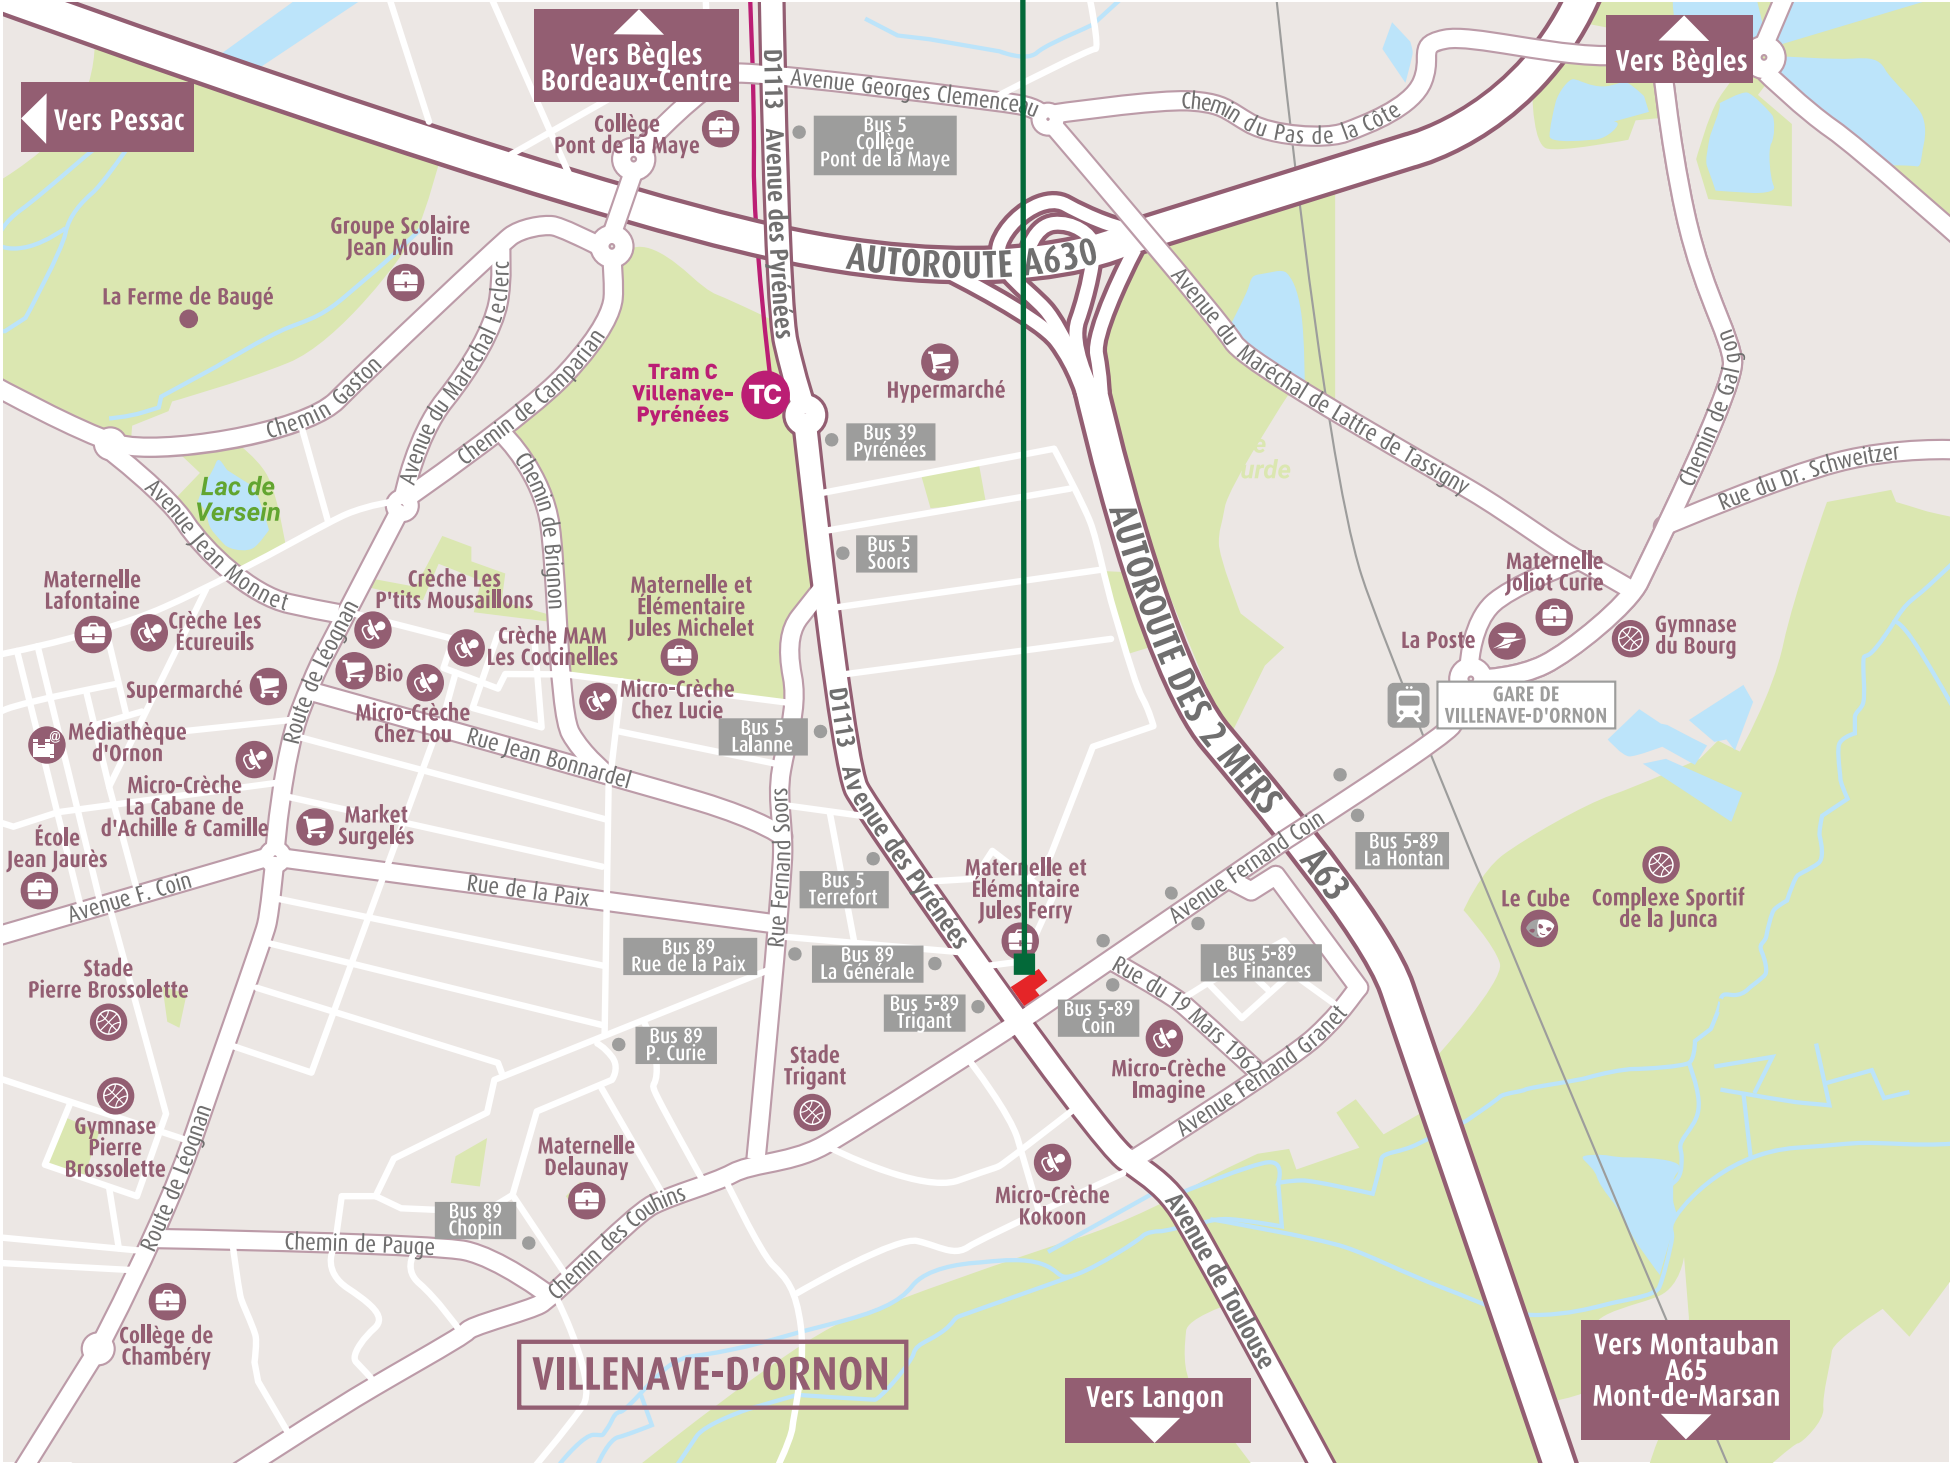 Vers Bègles
Bordeaux-Centre
Vers Bègles
Vers Pessac
D1113
Avenue des Pyrénées
Avenue Georges Clemenceau
Chemin du Pas de la Côte
Collège
Pont de la Maye
Bus 5
Collège
Pont de la Maye
Groupe Scolaire
Jean Moulin
La Ferme de Baugé
AUTOROUTE A630
Avenue du Maréchal Leclerc
Chemin Gaston
Chemin de Camparian
Tram C
Villenave-
Pyrénées
TC
Hypermarché
Bus 39
Pyrénées
Avenue du Maréchal de Lattre de Tassigny
Chemin de Galgon
Rue du Dr. Schweitzer
Lac de
Versein
Avenue Jean Monnet
Chemin de Brignon
Bus 5
Soors
AUTOROUTE DES 2 MERS
A63
Maternelle
Joliot Curie
La Poste
Gymnase
du Bourg
GARE DE
VILLENAVE-D'ORNON
Maternelle
Lafontaine
Crèche Les
Écureuils
Crèche Les
P'tits Mousaillons
Maternelle et
Élémentaire
Jules Michelet
Crèche MAM
Les Coccinelles
Supermarché
Bio
Route de Léognan
Micro-Crèche
Chez Lou
Micro-Crèche
Chez Lucie
Rue Jean Bonnardel
Bus 5
Lalanne
D1113
Avenue des Pyrénées
Médiathèque
d'Ornon
@
Micro-Crèche
La Cabane de
d'Achille & Camille
Market
Surgelés
École
Jean Jaurès
Avenue F. Coin
Rue de la Paix
Rue Fernand Soors
Bus 5
Terrefort
Maternelle et
Élémentaire
Jules Ferry
Avenue Fernand Coin
Bus 5-89
La Hontan
Le Cube
Complexe Sportif
de la Junca
Bus 89
Rue de la Paix
Bus 89
La Générale
Bus 5-89
Les Finances
Bus 5-89
Trigant
Bus 5-89
Coin
Rue du 19 Mars 1962
Stade
Pierre Brossolette
Bus 89
P. Curie
Stade
Trigant
Micro-Crèche
Imagine
Avenue Fernand Granet
Gymnase
Pierre
Brossolette
Route de Léognan
Maternelle
Delaunay
Micro-Crèche
Kokoon
Bus 89
Chopin
Chemin de Pauge
Chemin des Couhins
Avenue de Toulouse
Collège de
Chambéry
VILLENAVE-D'ORNON
Vers Langon
Vers Montauban
A65
Mont-de-Marsan